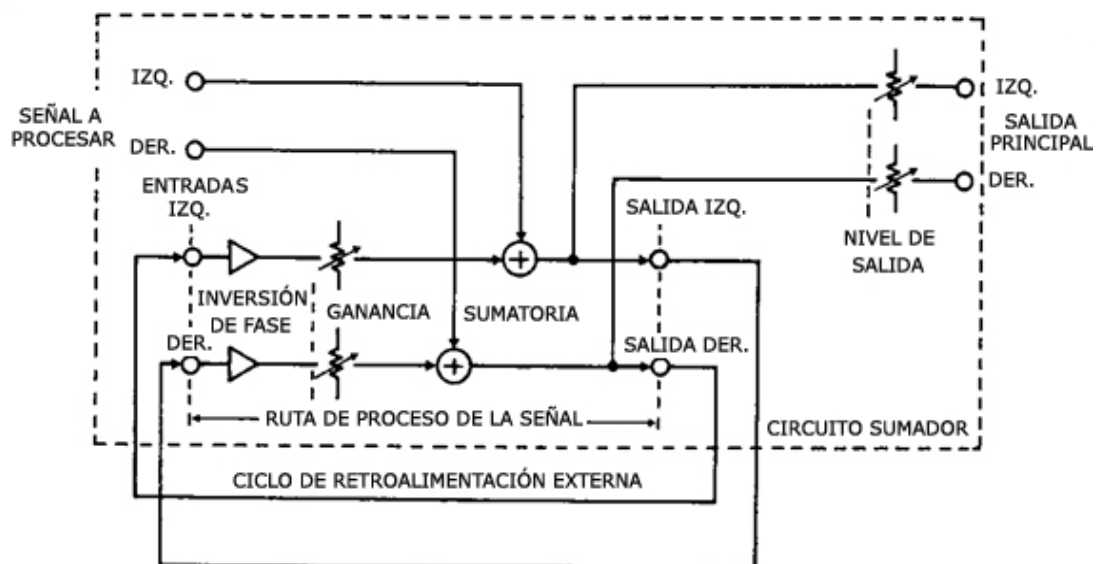 IZQ.
SEÑAL A
PROCESAR
DER.
ENTRADAS
IZQ.
INVERSIÓN
DE FASE
GANANCIA
SUMATORIA
DER.
SALIDA IZQ.
SALIDA DER.
IZQ.
SALIDA
PRINCIPAL
DER.
NIVEL DE
SALIDA
RUTA DE PROCESO DE LA SEÑAL
CIRCUITO SUMADOR
CICLO DE RETROALIMENTACIÓN EXTERNA